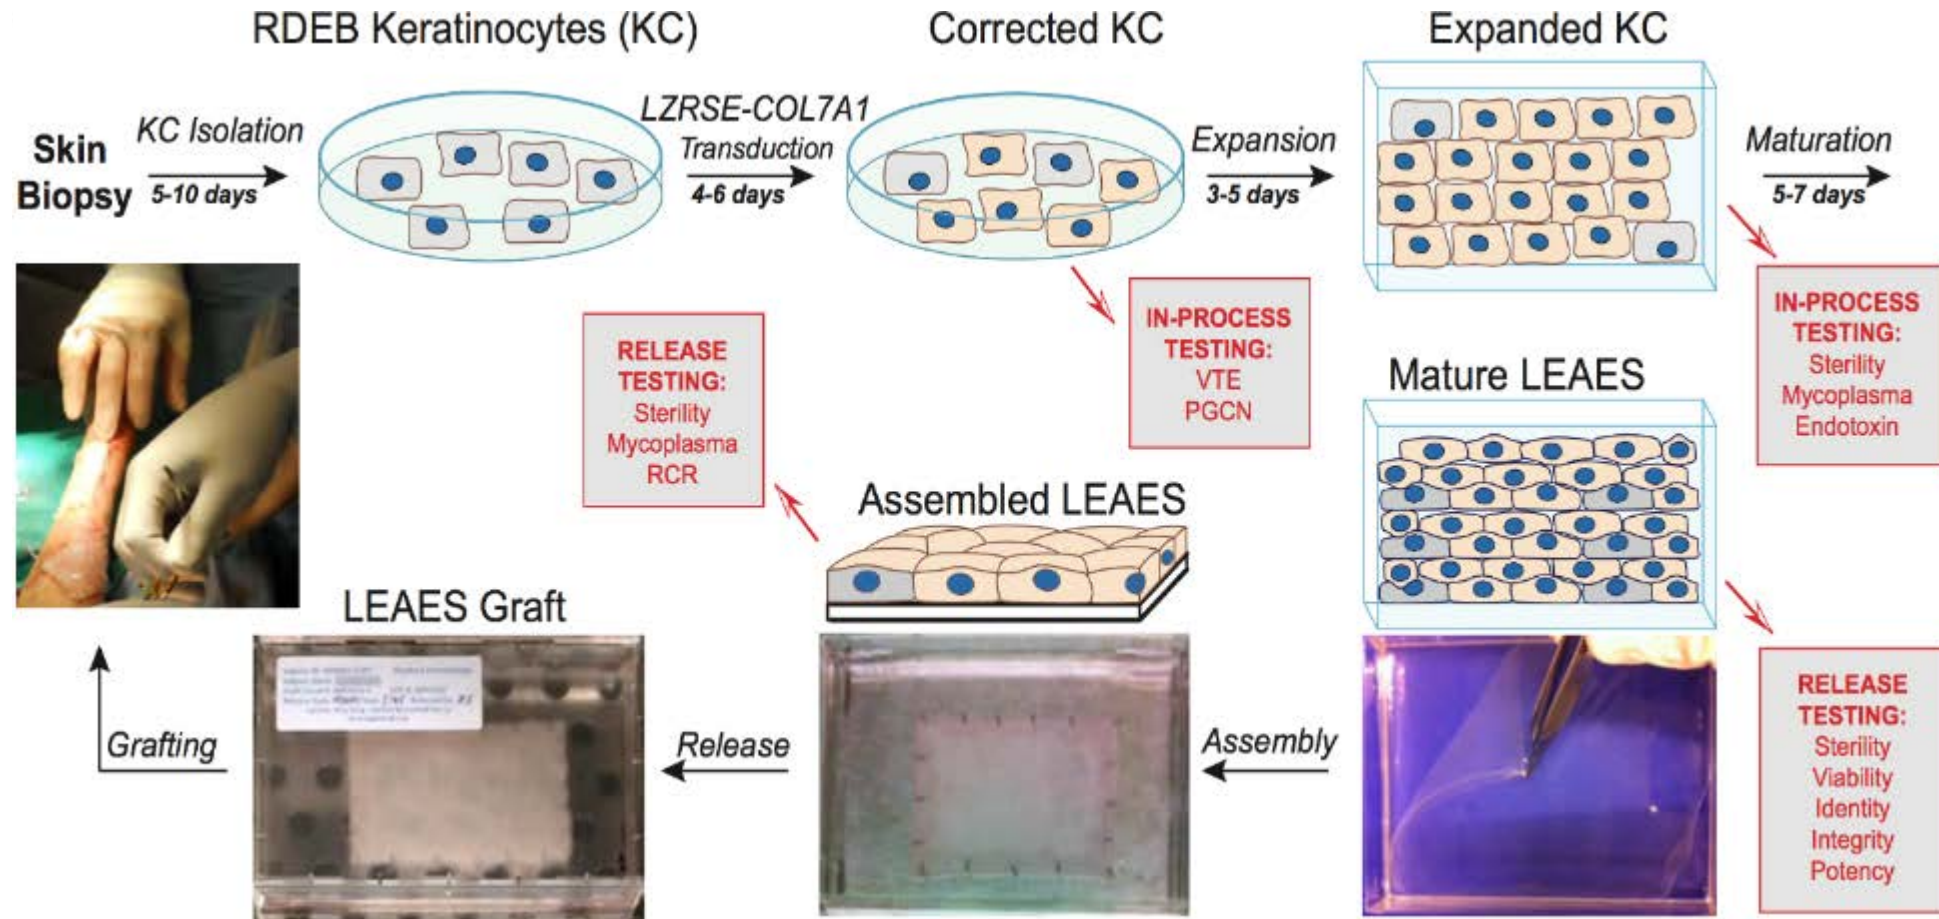 RDEB Keratinocytes (KC)
Corrected KC
Expanded KC
Skin
Biopsy
KC Isolation
5-10 days
LZRSE-COL7A1
Transduction
4-6 days
Expansion
3-5 days
Maturation
5-7 days
IN-PROCESS
TESTING:
VTE
PGCN
IN-PROCESS
TESTING:
Sterility
Mycoplasma
Endotoxin
RELEASE
TESTING:
Sterility
Mycoplasma
RCR
Mature LEAES
Assembled LEAES
LEAES Graft
RELEASE
TESTING:
Sterility
Viability
Identity
Integrity
Potency
Assembly
Release
Grafting